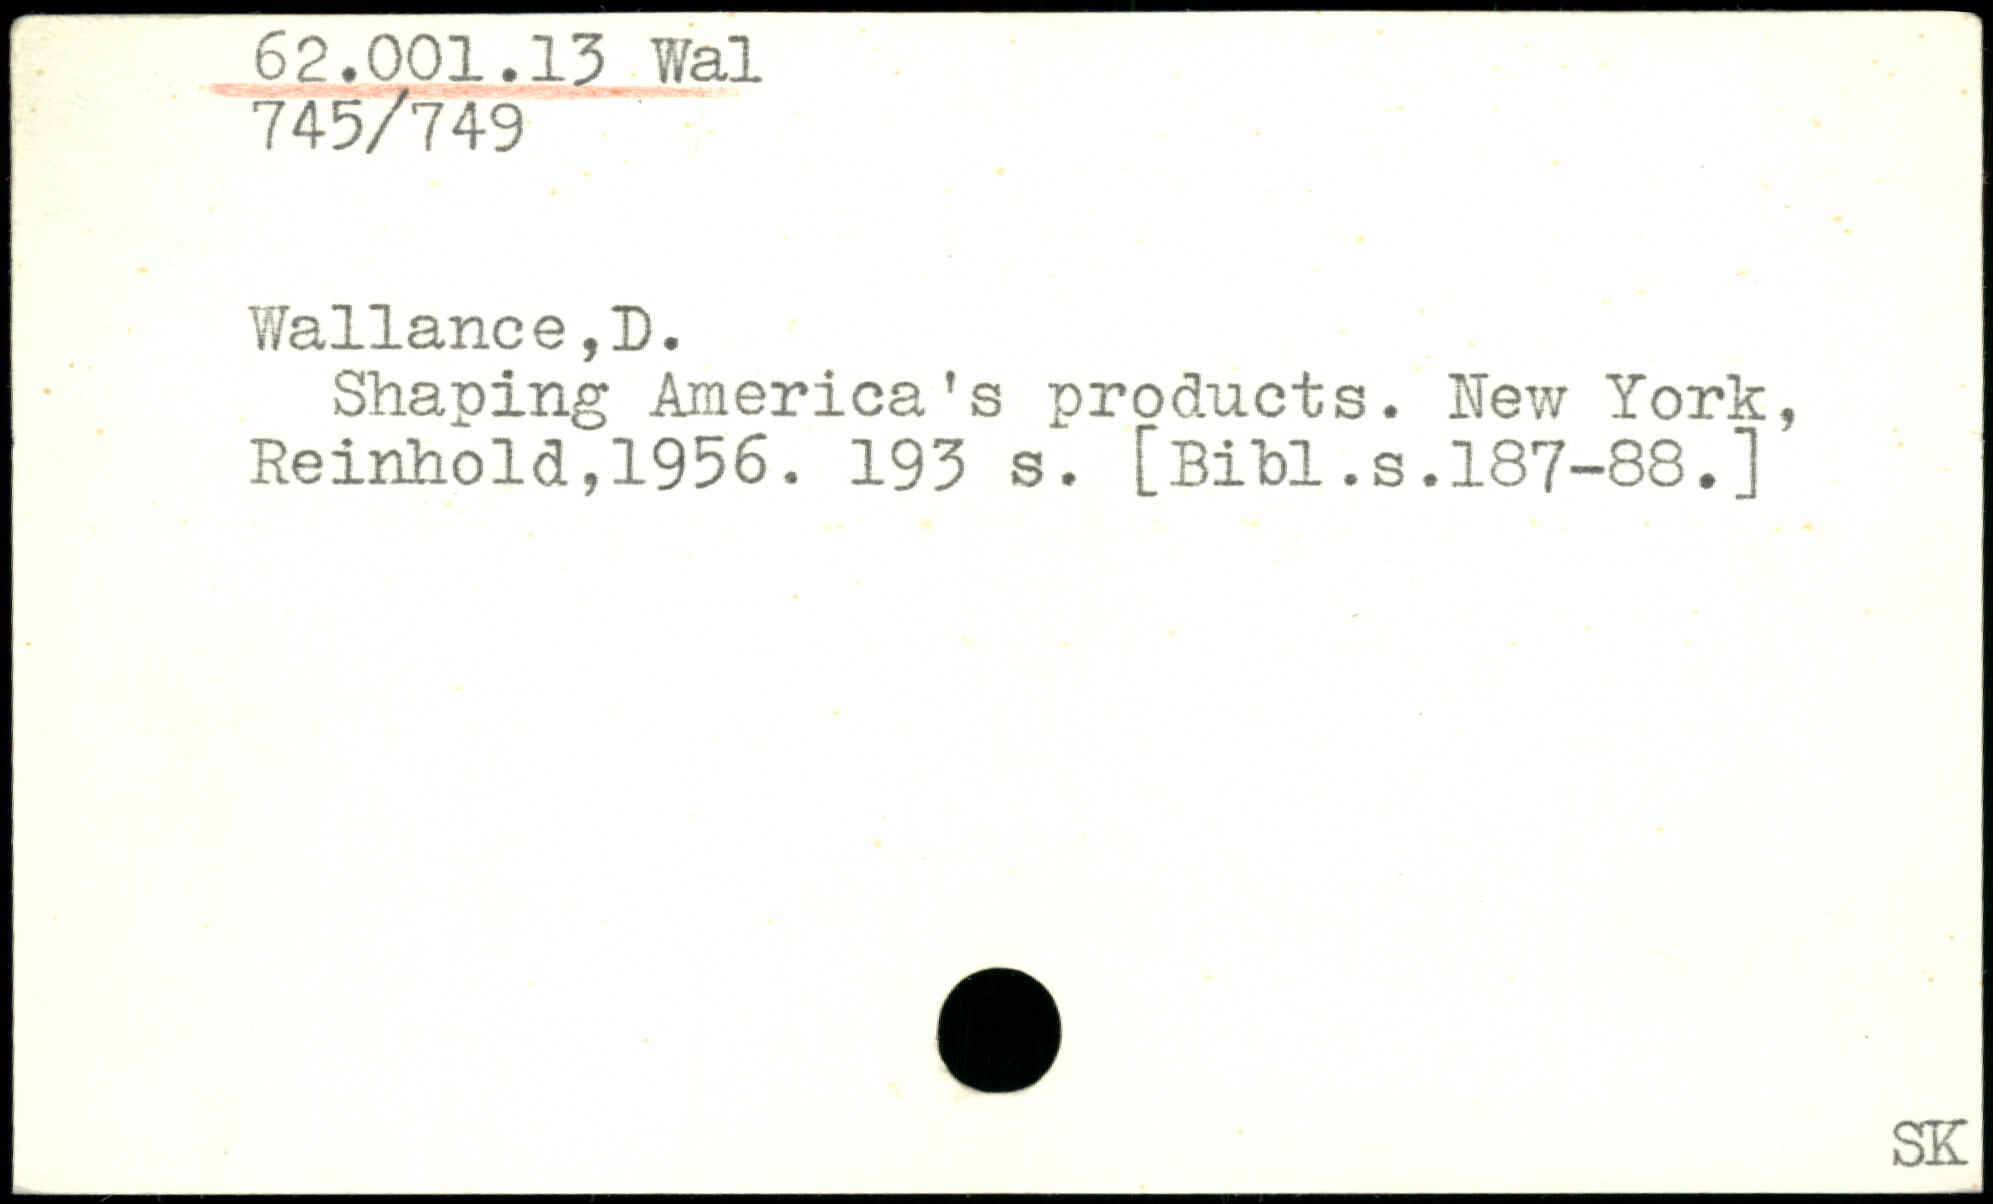 62.001.13 Wal
745/749
Wallance,D.
Shaping America's products. New York,
Reinhold,1956. 193 s. [Bibl.s.187-88.]
SK